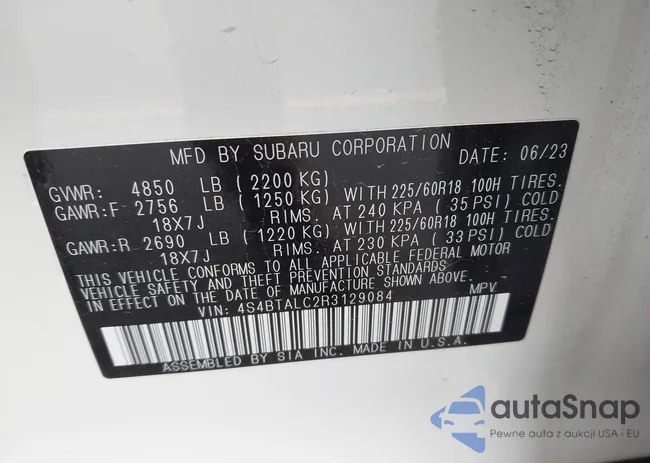 MFD BY SUBARU CORPORATION DATE: 06/23
GVWR: 4850 LB (2200 KG)
GAWR:F 2756 LB (1250 KG) WITH 225/60R18 100H TIRES.
18X7J RIMS. AT 240 KPA (35 PSI) COLD
GAWR:R 2690 LB (1220 KG) WITH 225/60R18 100H TIRES.
18X7J RIMS. AT 230 KPA (33 PSI) COLD
THIS VEHICLE CONFORMS TO ALL APPLICABLE FEDERAL MOTOR
VEHICLE SAFETY AND THEFT PREVENTION STANDARDS
IN EFFECT ON THE DATE OF MANUFACTURE SHOWN ABOVE.
VIN: 4S4BTALC2R3129084 MPV
ASSEMBLED BY SIA INC. MADE IN U.S.A.
autaSnap
Pewne auta z aukcji USA i EU